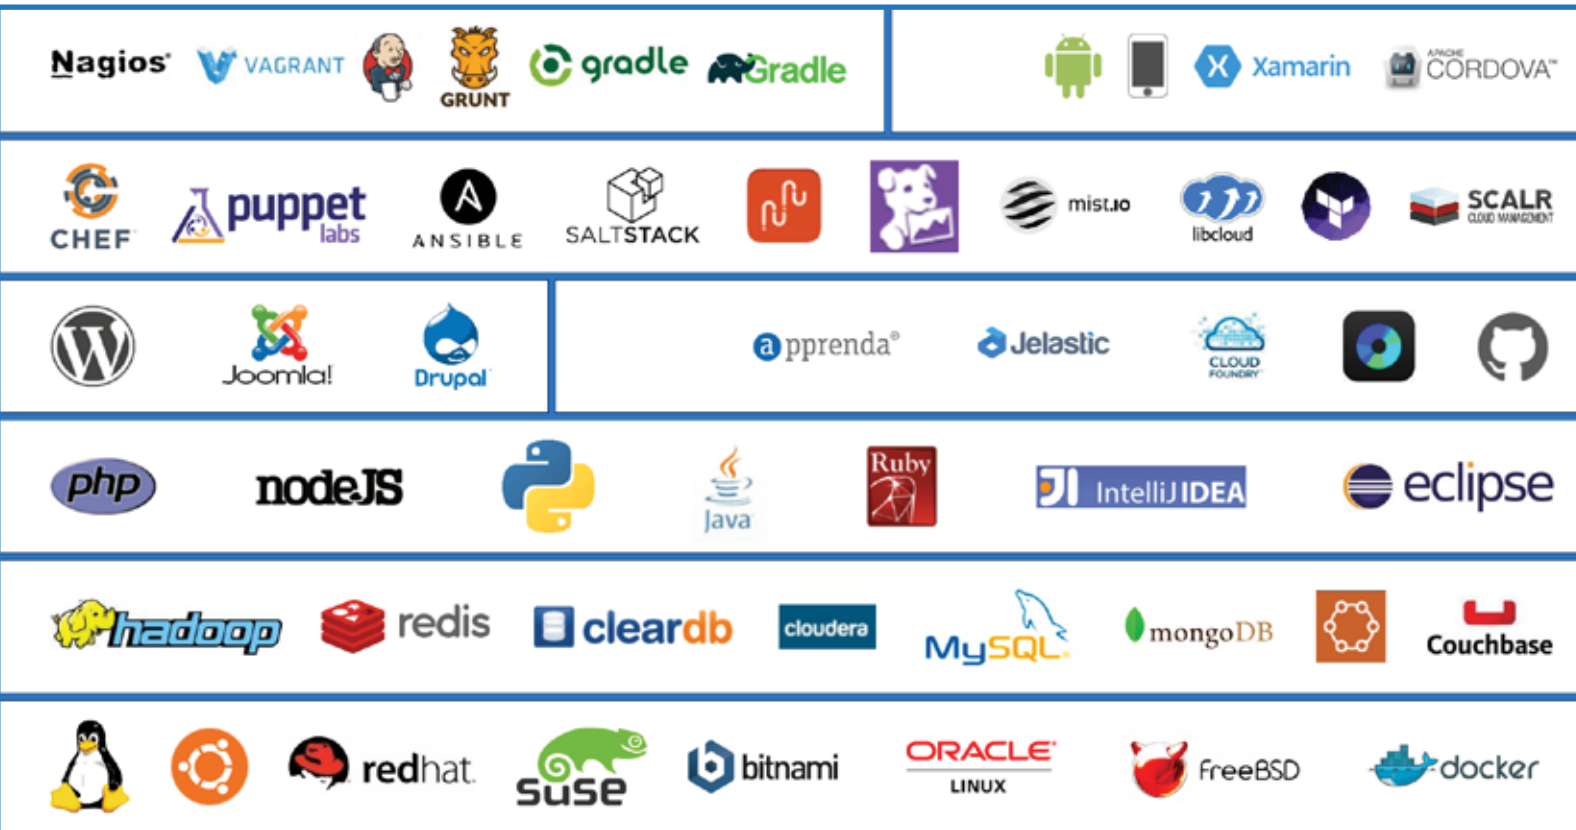 Nagios®
VAGRANT
GRUNT
gradle
Gradle
Xamarin
APACHE
CORDOVA™
CHEF
puppet
labs
ANSIBLE
SALTSTACK
mist.io
libcloud
SCALR
CLOUD MANAGEMENT
Joomla!
Drupal
apprenda®
Jelastic
CLOUD
FOUNDRY
php
nodeJS
Java
Ruby
IntelliJ IDEA
eclipse
hadoop
redis
cleardb
cloudera
MySQL
mongoDB
Couchbase
redhat.
suse
bitnami
ORACLE®
LINUX
FreeBSD
docker